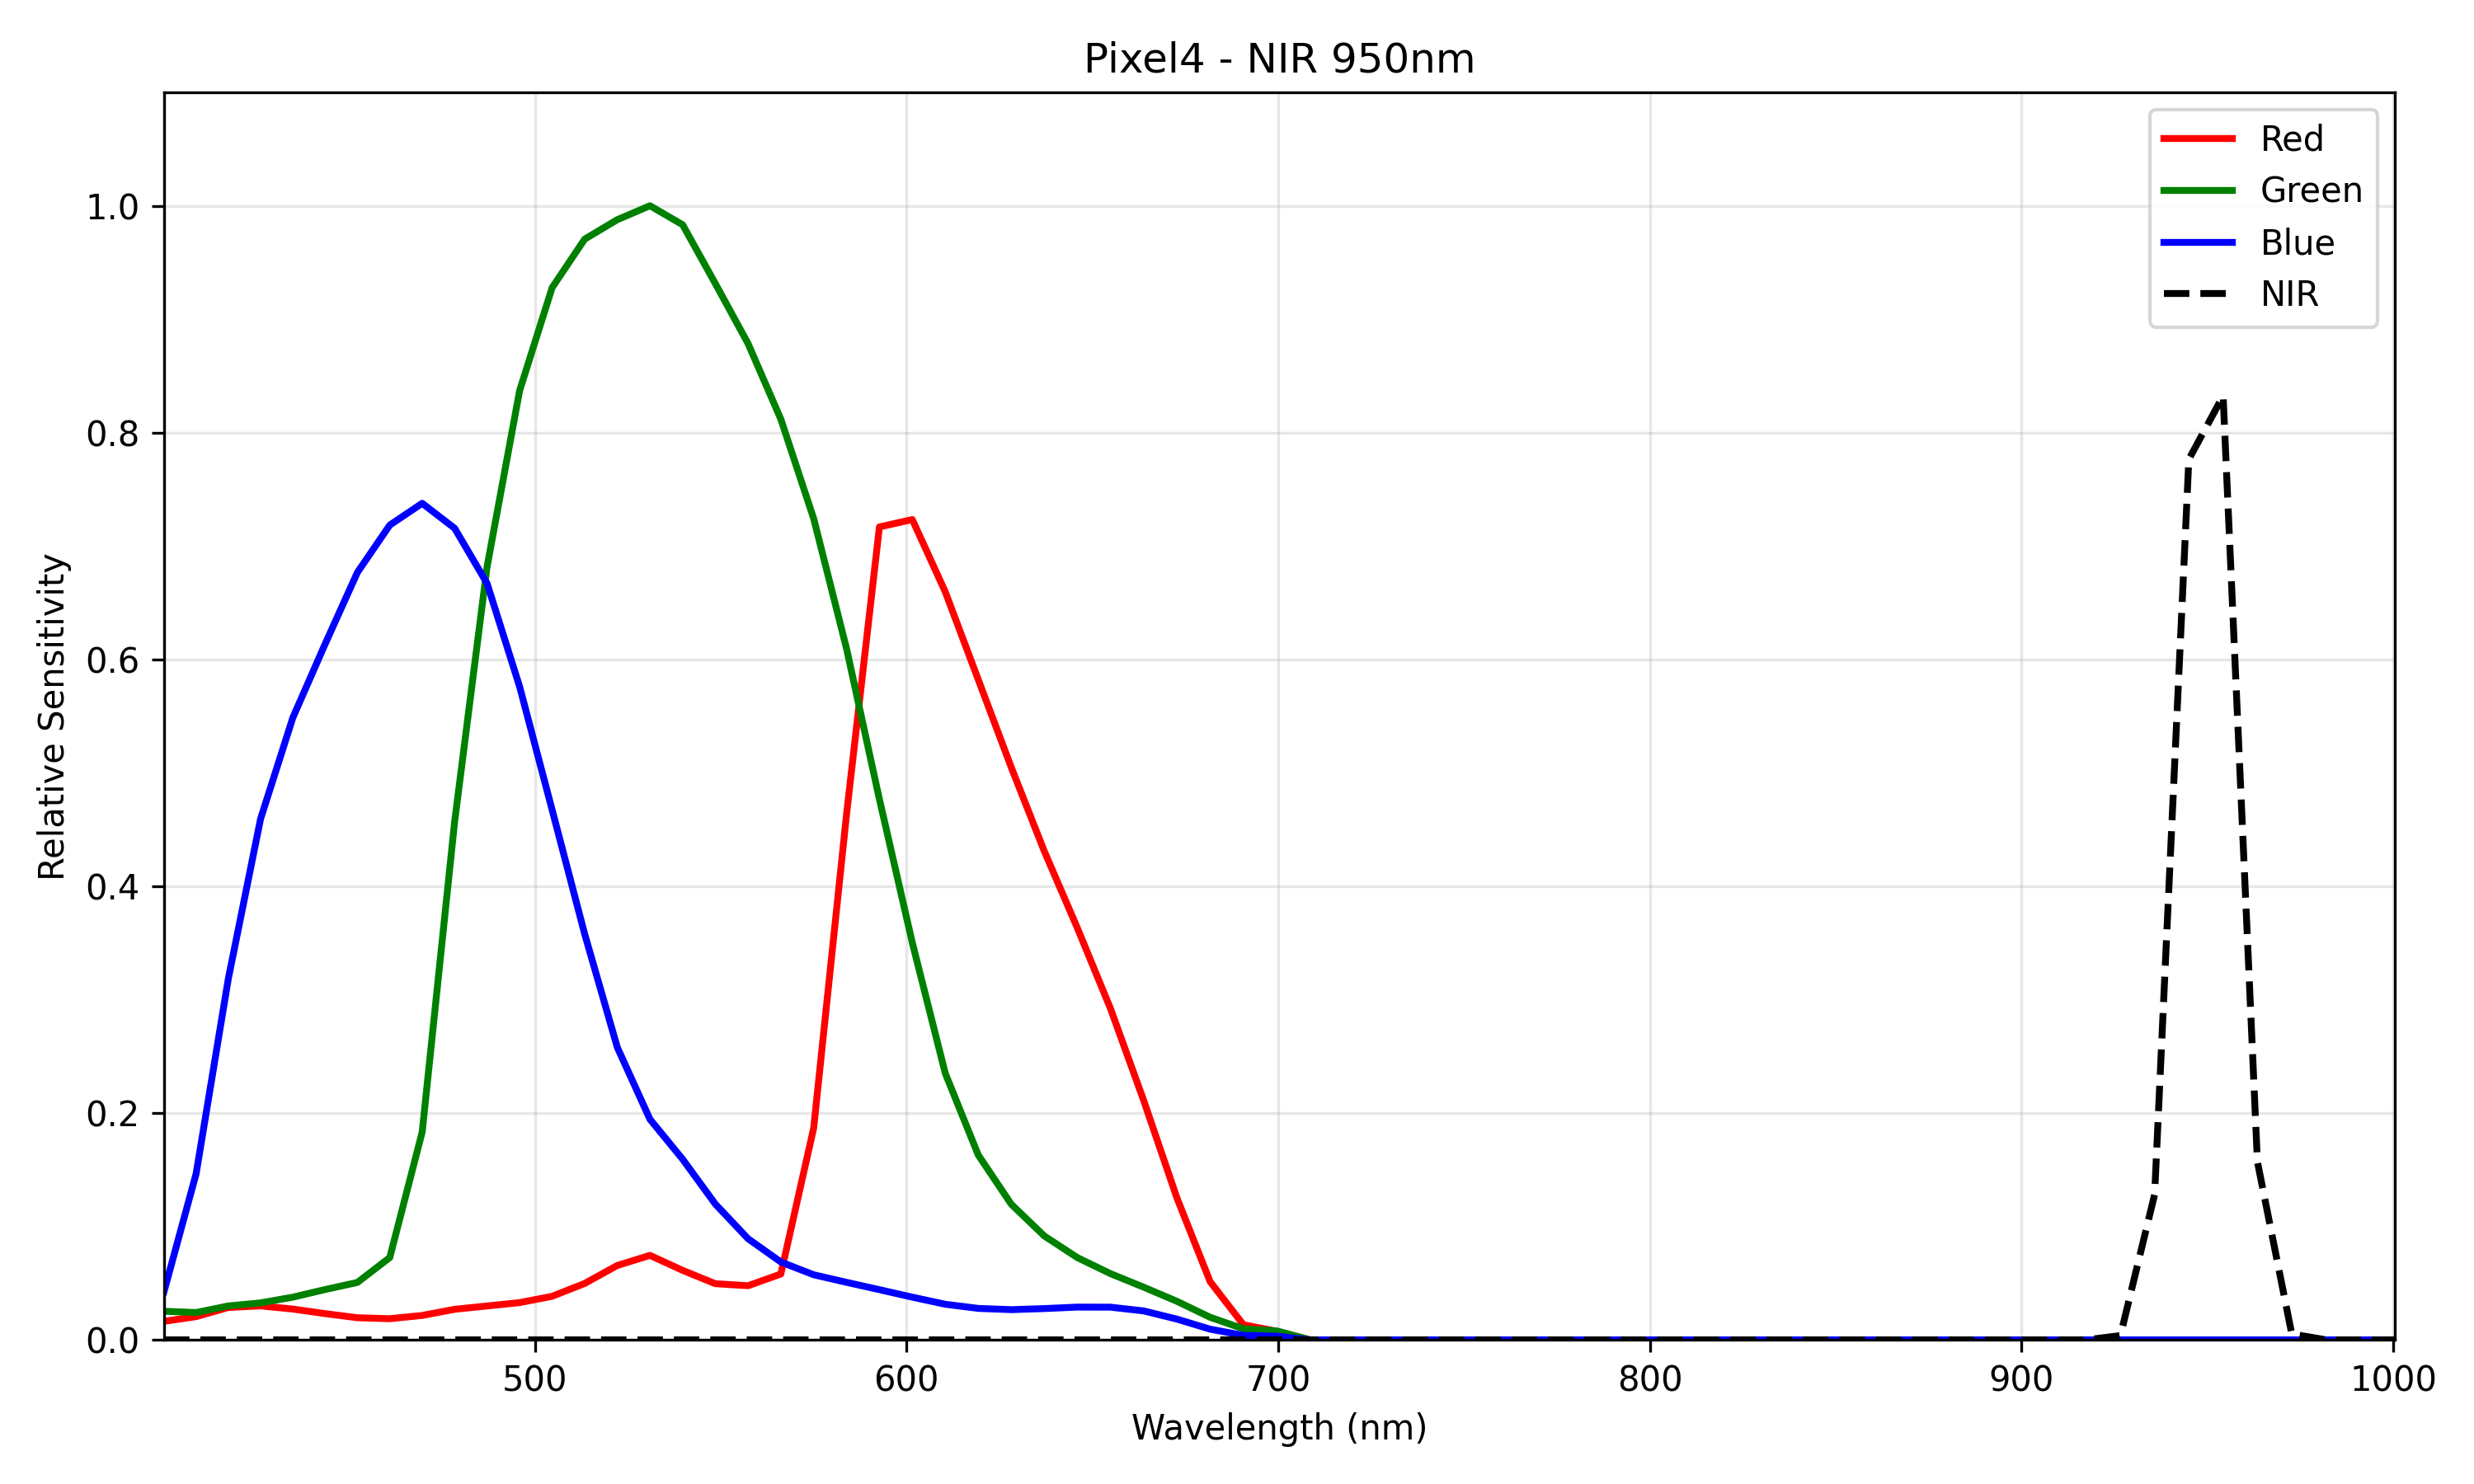 Pixel4 - NIR 950nm
Red
Green
Blue
NIR
Relative Sensitivity
1.0
0.8
0.6
0.4
0.2
0.0
500 600 700 800 900 1000
Wavelength (nm)